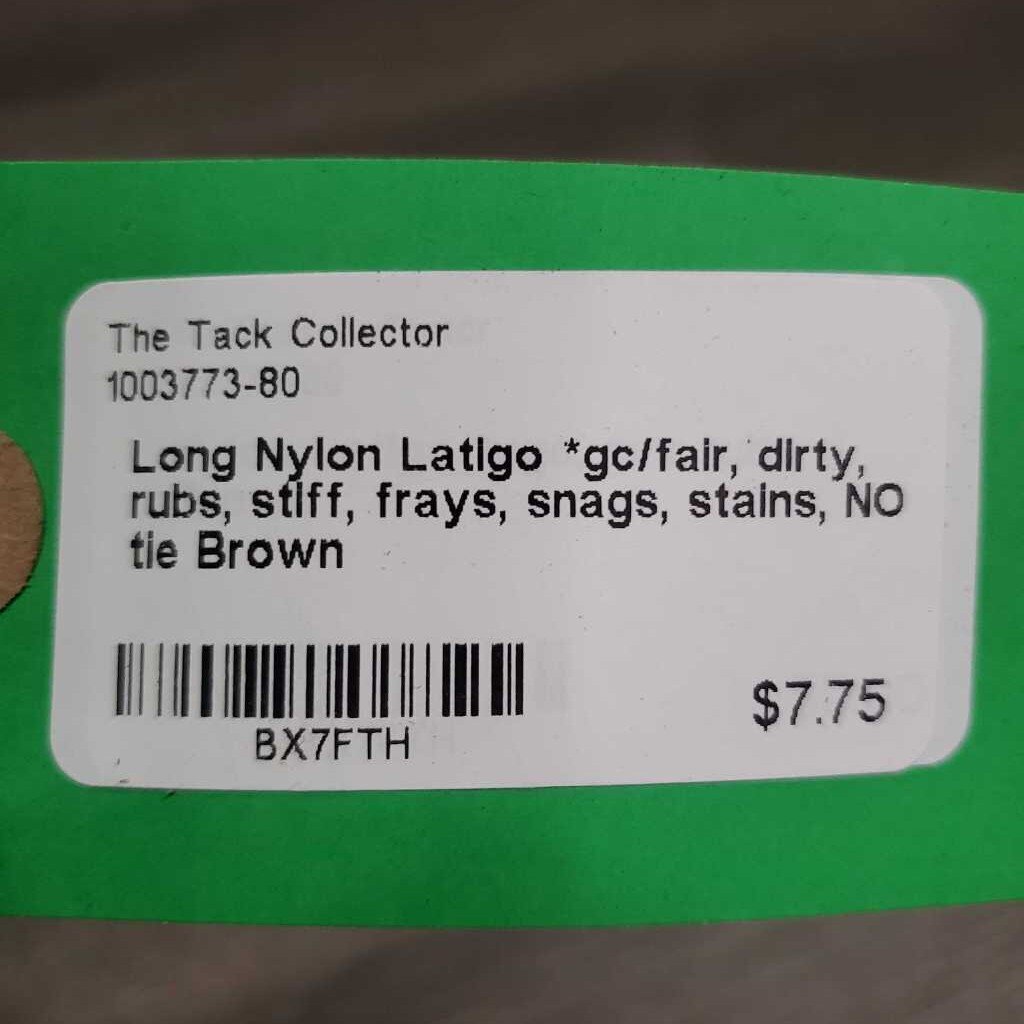 The Tack Collector
1003773-80
Long Nylon Latigo *gc/fair, dirty,
rubs, stiff, frays, snags, stains, NO
tie Brown
BX7FTH
$7.75